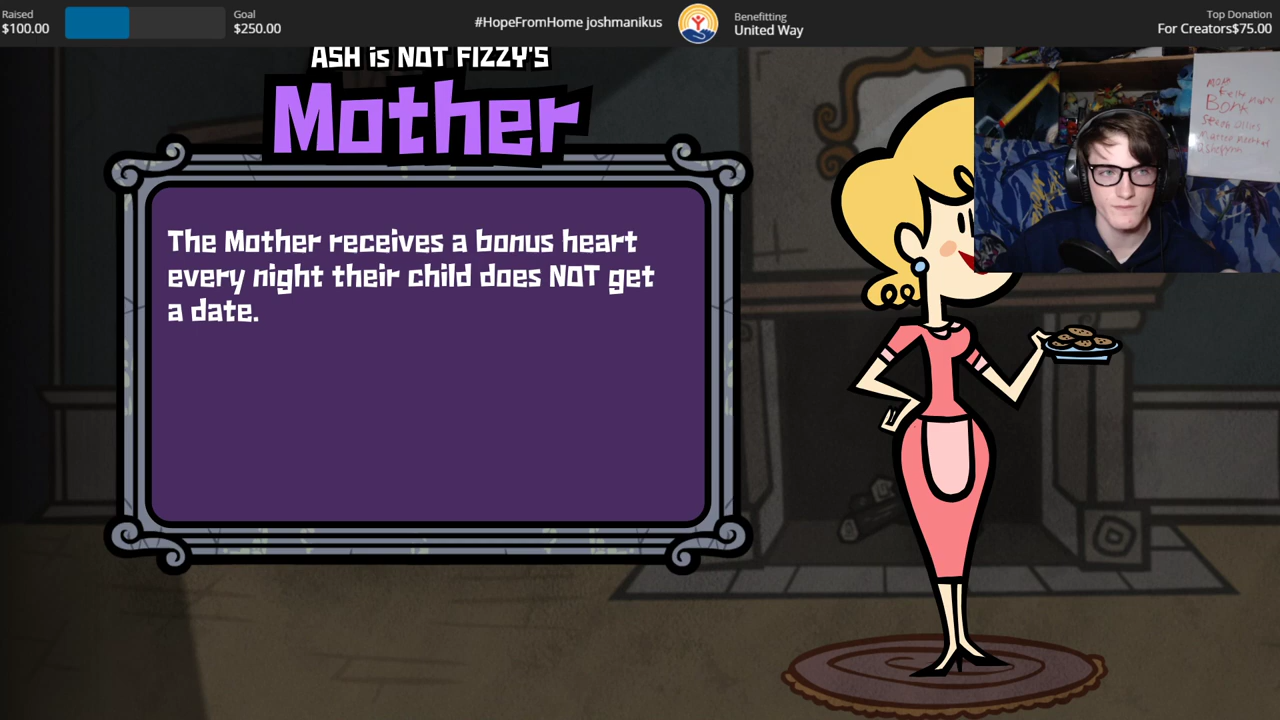 Raised
$100.00
Goal
$250.00
#HopeFromHome joshmanikus
Benefitting
United Way
Top Donation
For Creators$75.00
ASH is NOT FIZZY'S
Mother
The Mother receives a bonus heart
every night their child does NOT get
a date.
Bonk